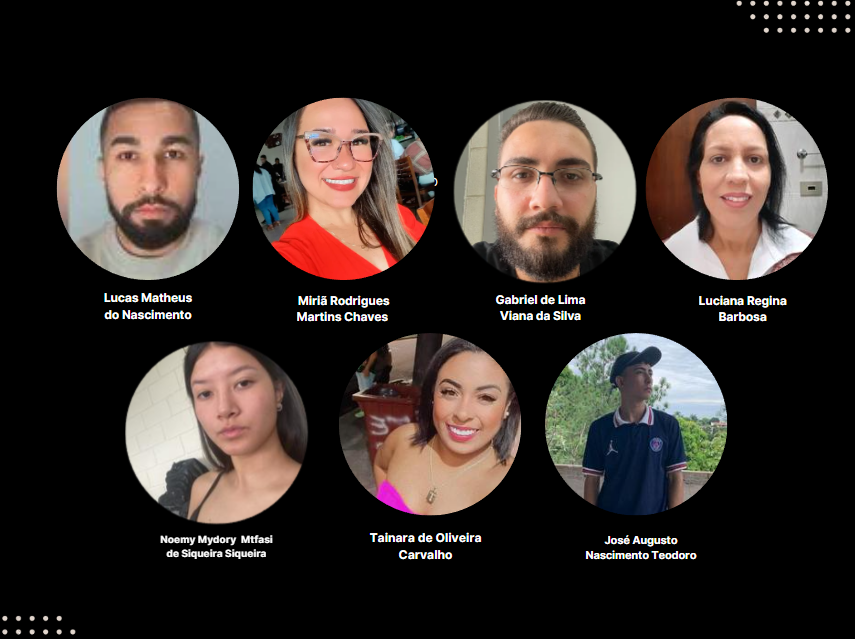 Lucas Matheus
do Nascimento
Miriã Rodrigues
Martins Chaves
Gabriel de Lima
Viana da Silva
Luciana Regina
Barbosa
Noemy Mydory Mtfasi
de Siqueira Siqueira
Tainara de Oliveira
Carvalho
José Augusto
Nascimento Teodoro